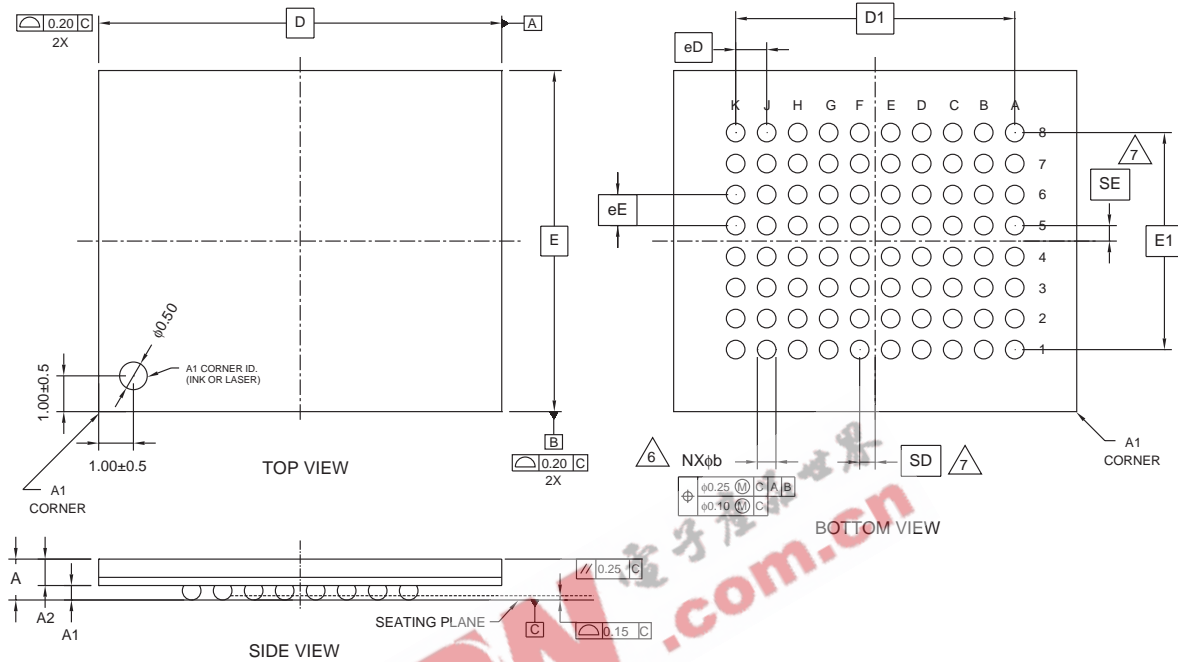 ⌓ 0.20 C
2X
D
A
E
φ0.50
A1 CORNER ID.
(INK OR LASER)
1.00±0.5
1.00±0.5
B
⌓ 0.20 C
2X
TOP VIEW
A1
CORNER
D1
eD
K J H G F E D C B A
8
7
6
5
4
3
2
1
7
SE
eE
E1
6
NXφb
SD
7
A1
CORNER
⌖ φ0.25 Ⓜ C A B
φ0.10 Ⓜ C
BOTTOM VIEW
A
A2
A1
// 0.25 C
SEATING PLANE
C
⌓ 0.15 C
SIDE VIEW
.com.cn